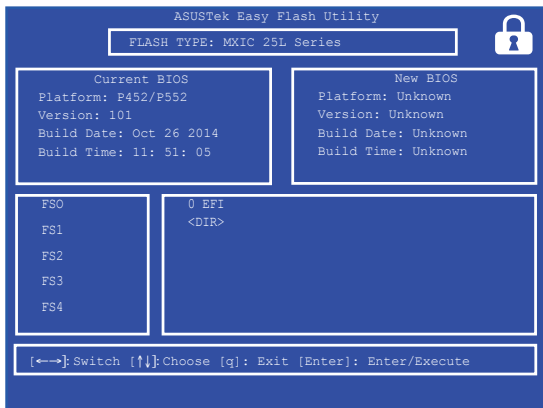 ASUSTek Easy Flash Utility
FLASH TYPE: MXIC 25L Series
Current BIOS
Platform: P452/P552
Version: 101
Build Date: Oct 26 2014
Build Time: 11: 51: 05
New BIOS
Platform: Unknown
Version: Unknown
Build Date: Unknown
Build Time: Unknown
FSO
FS1
FS2
FS3
FS4
0 EFI
<DIR>
[←→]: Switch [↑↓]: Choose [q]: Exit [Enter]: Enter/Execute